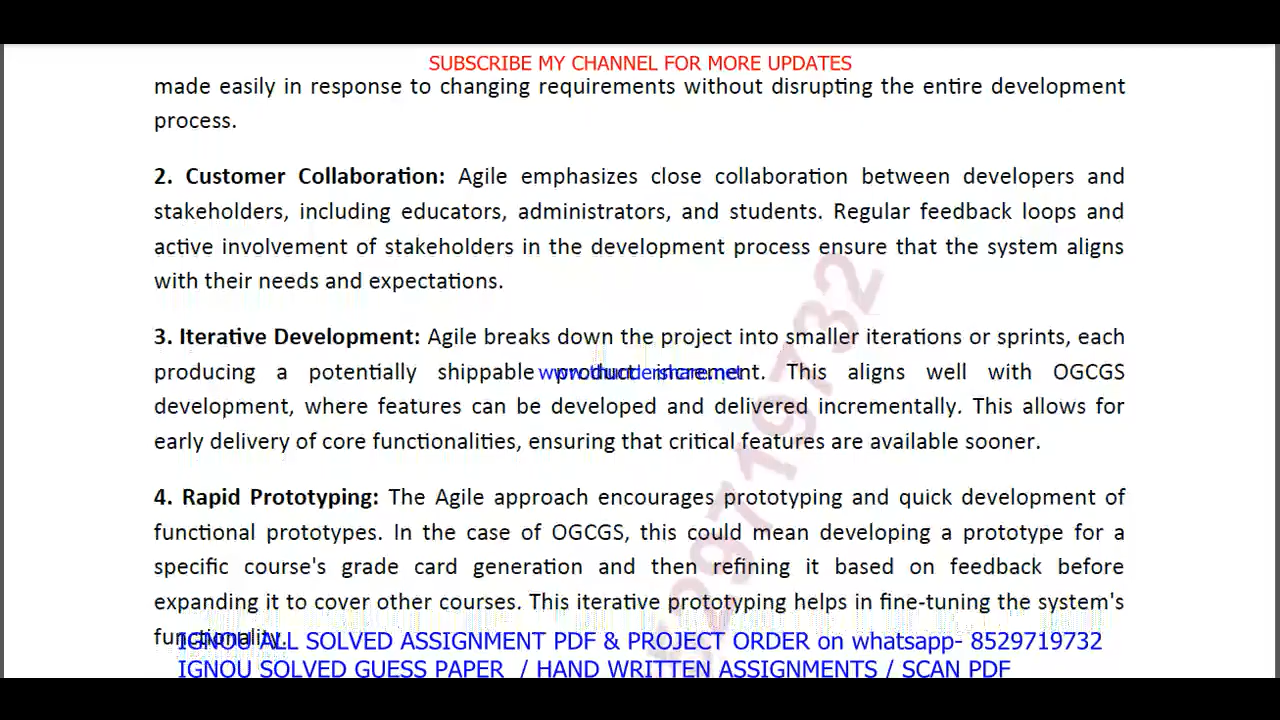 SUBSCRIBE MY CHANNEL FOR MORE UPDATES
made easily in response to changing requirements without disrupting the entire development
process.
2. Customer Collaboration: Agile emphasizes close collaboration between developers and
stakeholders, including educators, administrators, and students. Regular feedback loops and
active involvement of stakeholders in the development process ensure that the system aligns
with their needs and expectations.
3. Iterative Development: Agile breaks down the project into smaller iterations or sprints, each
producing a potentially shippable product increment. This aligns well with OGCGS
www.thundershare.net
development, where features can be developed and delivered incrementally. This allows for
early delivery of core functionalities, ensuring that critical features are available sooner.
4. Rapid Prototyping: The Agile approach encourages prototyping and quick development of
functional prototypes. In the case of OGCGS, this could mean developing a prototype for a
specific course's grade card generation and then refining it based on feedback before
expanding it to cover other courses. This iterative prototyping helps in fine-tuning the system's
functionality.
IGNOU ALL SOLVED ASSIGNMENT PDF & PROJECT ORDER on whatsapp- 8529719732
IGNOU SOLVED GUESS PAPER / HAND WRITTEN ASSIGNMENTS / SCAN PDF
8529719732